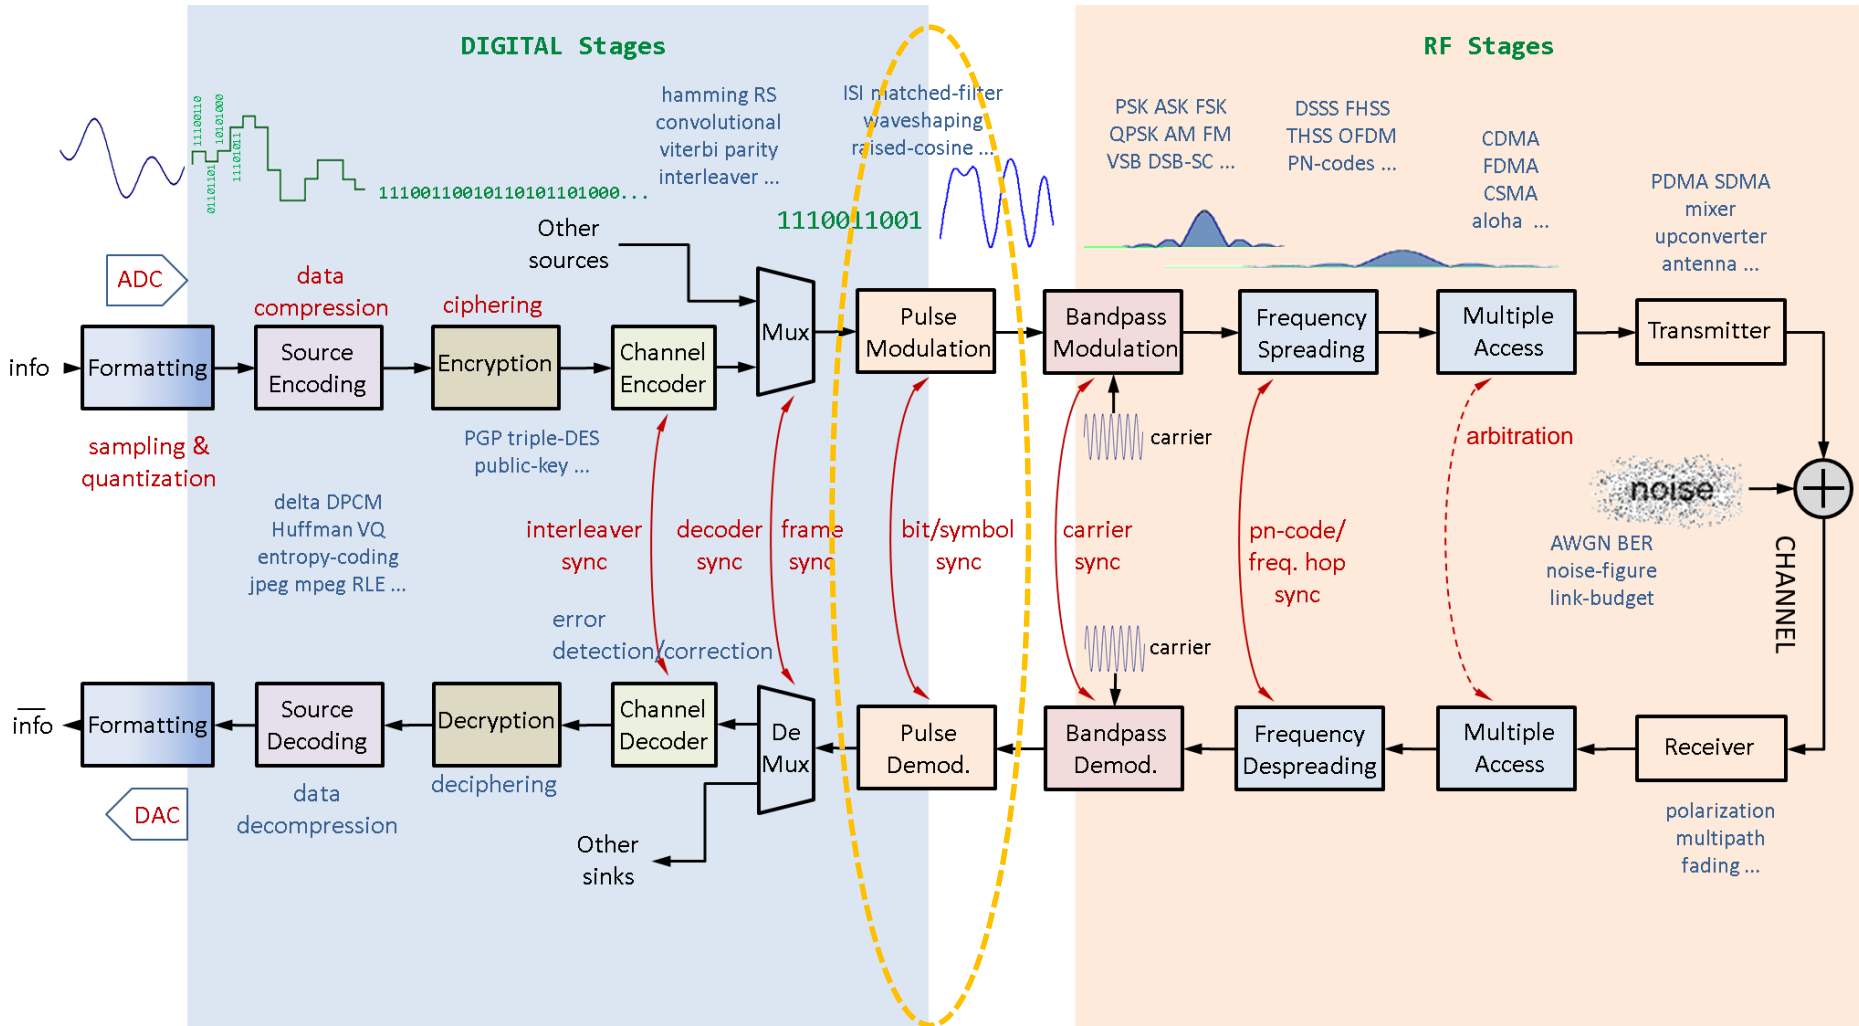 DIGITAL Stages
RF Stages
11100110
01101101
10101000
11101011
11100110010110101101000...
hamming RS
convolutional
viterbi parity
interleaver ...
ISI matched-filter
waveshaping
raised-cosine ...
1110011001
PSK ASK FSK
QPSK AM FM
VSB DSB-SC ...
DSSS FHSS
THSS OFDM
PN-codes ...
CDMA
FDMA
CSMA
aloha ...
PDMA SDMA
mixer
upconverter
antenna ...
Other
sources
ADC
data
compression
ciphering
info
Formatting
Source
Encoding
Encryption
Channel
Encoder
Mux
Pulse
Modulation
Bandpass
Modulation
Frequency
Spreading
Multiple
Access
Transmitter
sampling &
quantization
PGP triple-DES
public-key ...
carrier
arbitration
noise
delta DPCM
Huffman VQ
entropy-coding
jpeg mpeg RLE ...
interleaver
sync
decoder
sync
frame
sync
bit/symbol
sync
carrier
sync
pn-code/
freq. hop
sync
AWGN BER
noise-figure
link-budget
CHANNEL
error
detection/correction
carrier
info
Formatting
Source
Decoding
Decryption
Channel
Decoder
De
Mux
Pulse
Demod.
Bandpass
Demod.
Frequency
Despreading
Multiple
Access
Receiver
DAC
data
decompression
deciphering
Other
sinks
polarization
multipath
fading ...